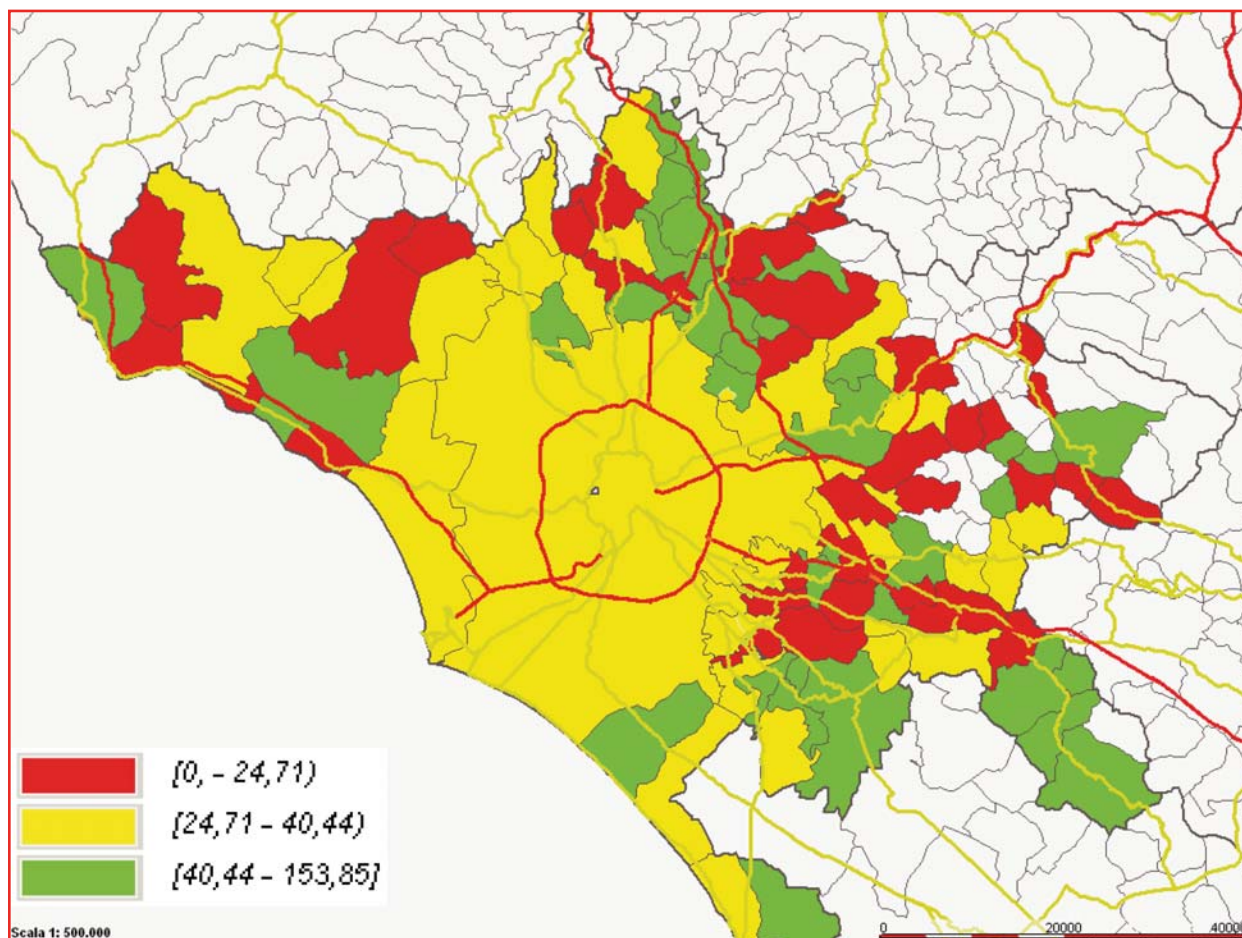 [0, – 24,71)
[24,71 – 40,44)
[40,44 – 153,85]
Scala 1: 500.000
0 20000 40000